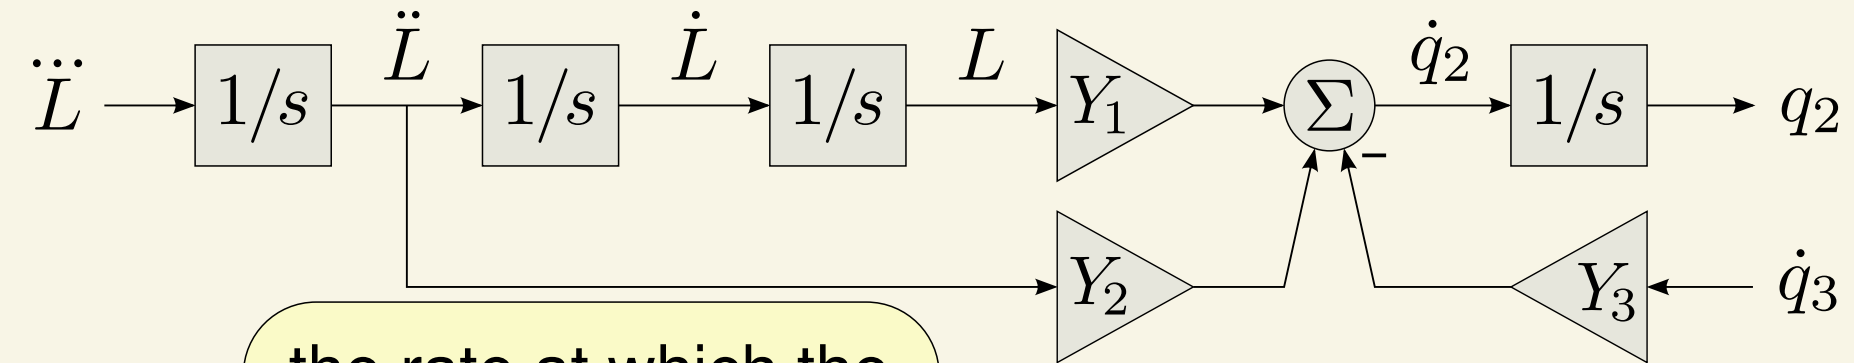 L⃛ 1/s L̈ 1/s L̇ 1/s L Y₁ Σ q̇₂ 1/s q₂
−
Y₂ Y₃ q̇₃
the rate at which the